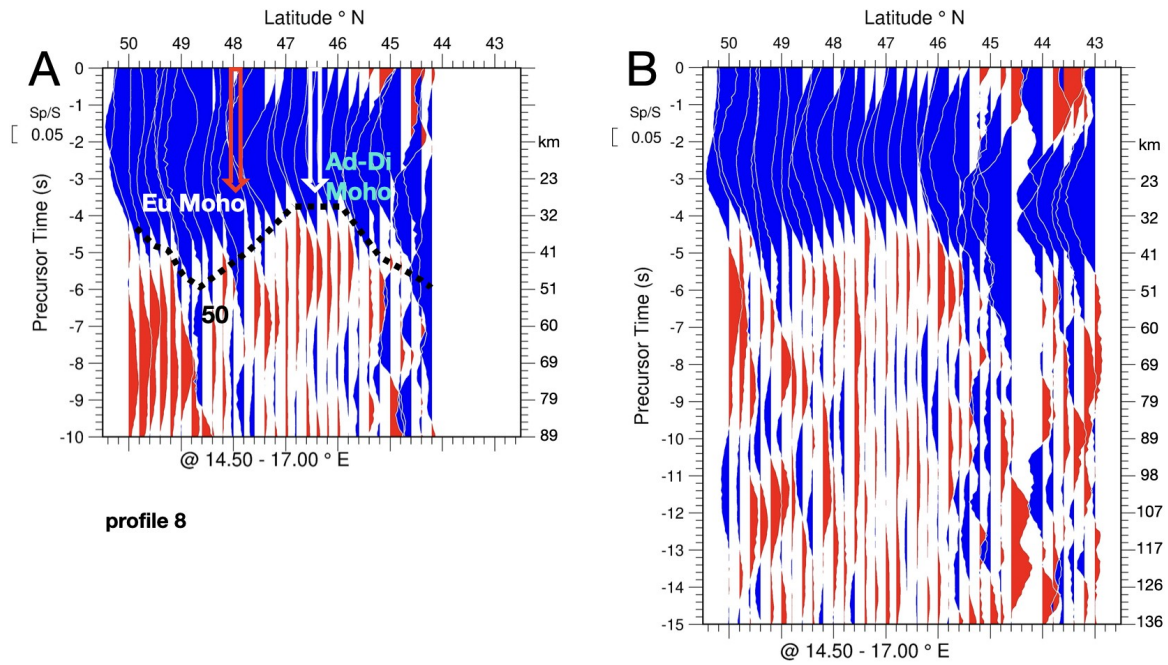 A
Latitude ° N
50 49 48 47 46 45 44 43
Sp/S
0.05
Precursor Time (s)
0
-1
-2
-3
-4
-5
-6
-7
-8
-9
-10
km
23
32
41
51
60
69
79
89
Ad-Di
Moho
Eu Moho
50
@ 14.50 - 17.00 ° E
profile 8
B
Latitude ° N
50 49 48 47 46 45 44 43
Sp/S
0.05
Precursor Time (s)
0
-1
-2
-3
-4
-5
-6
-7
-8
-9
-10
-11
-12
-13
-14
-15
km
23
32
41
51
60
69
79
89
98
107
117
126
136
@ 14.50 - 17.00 ° E